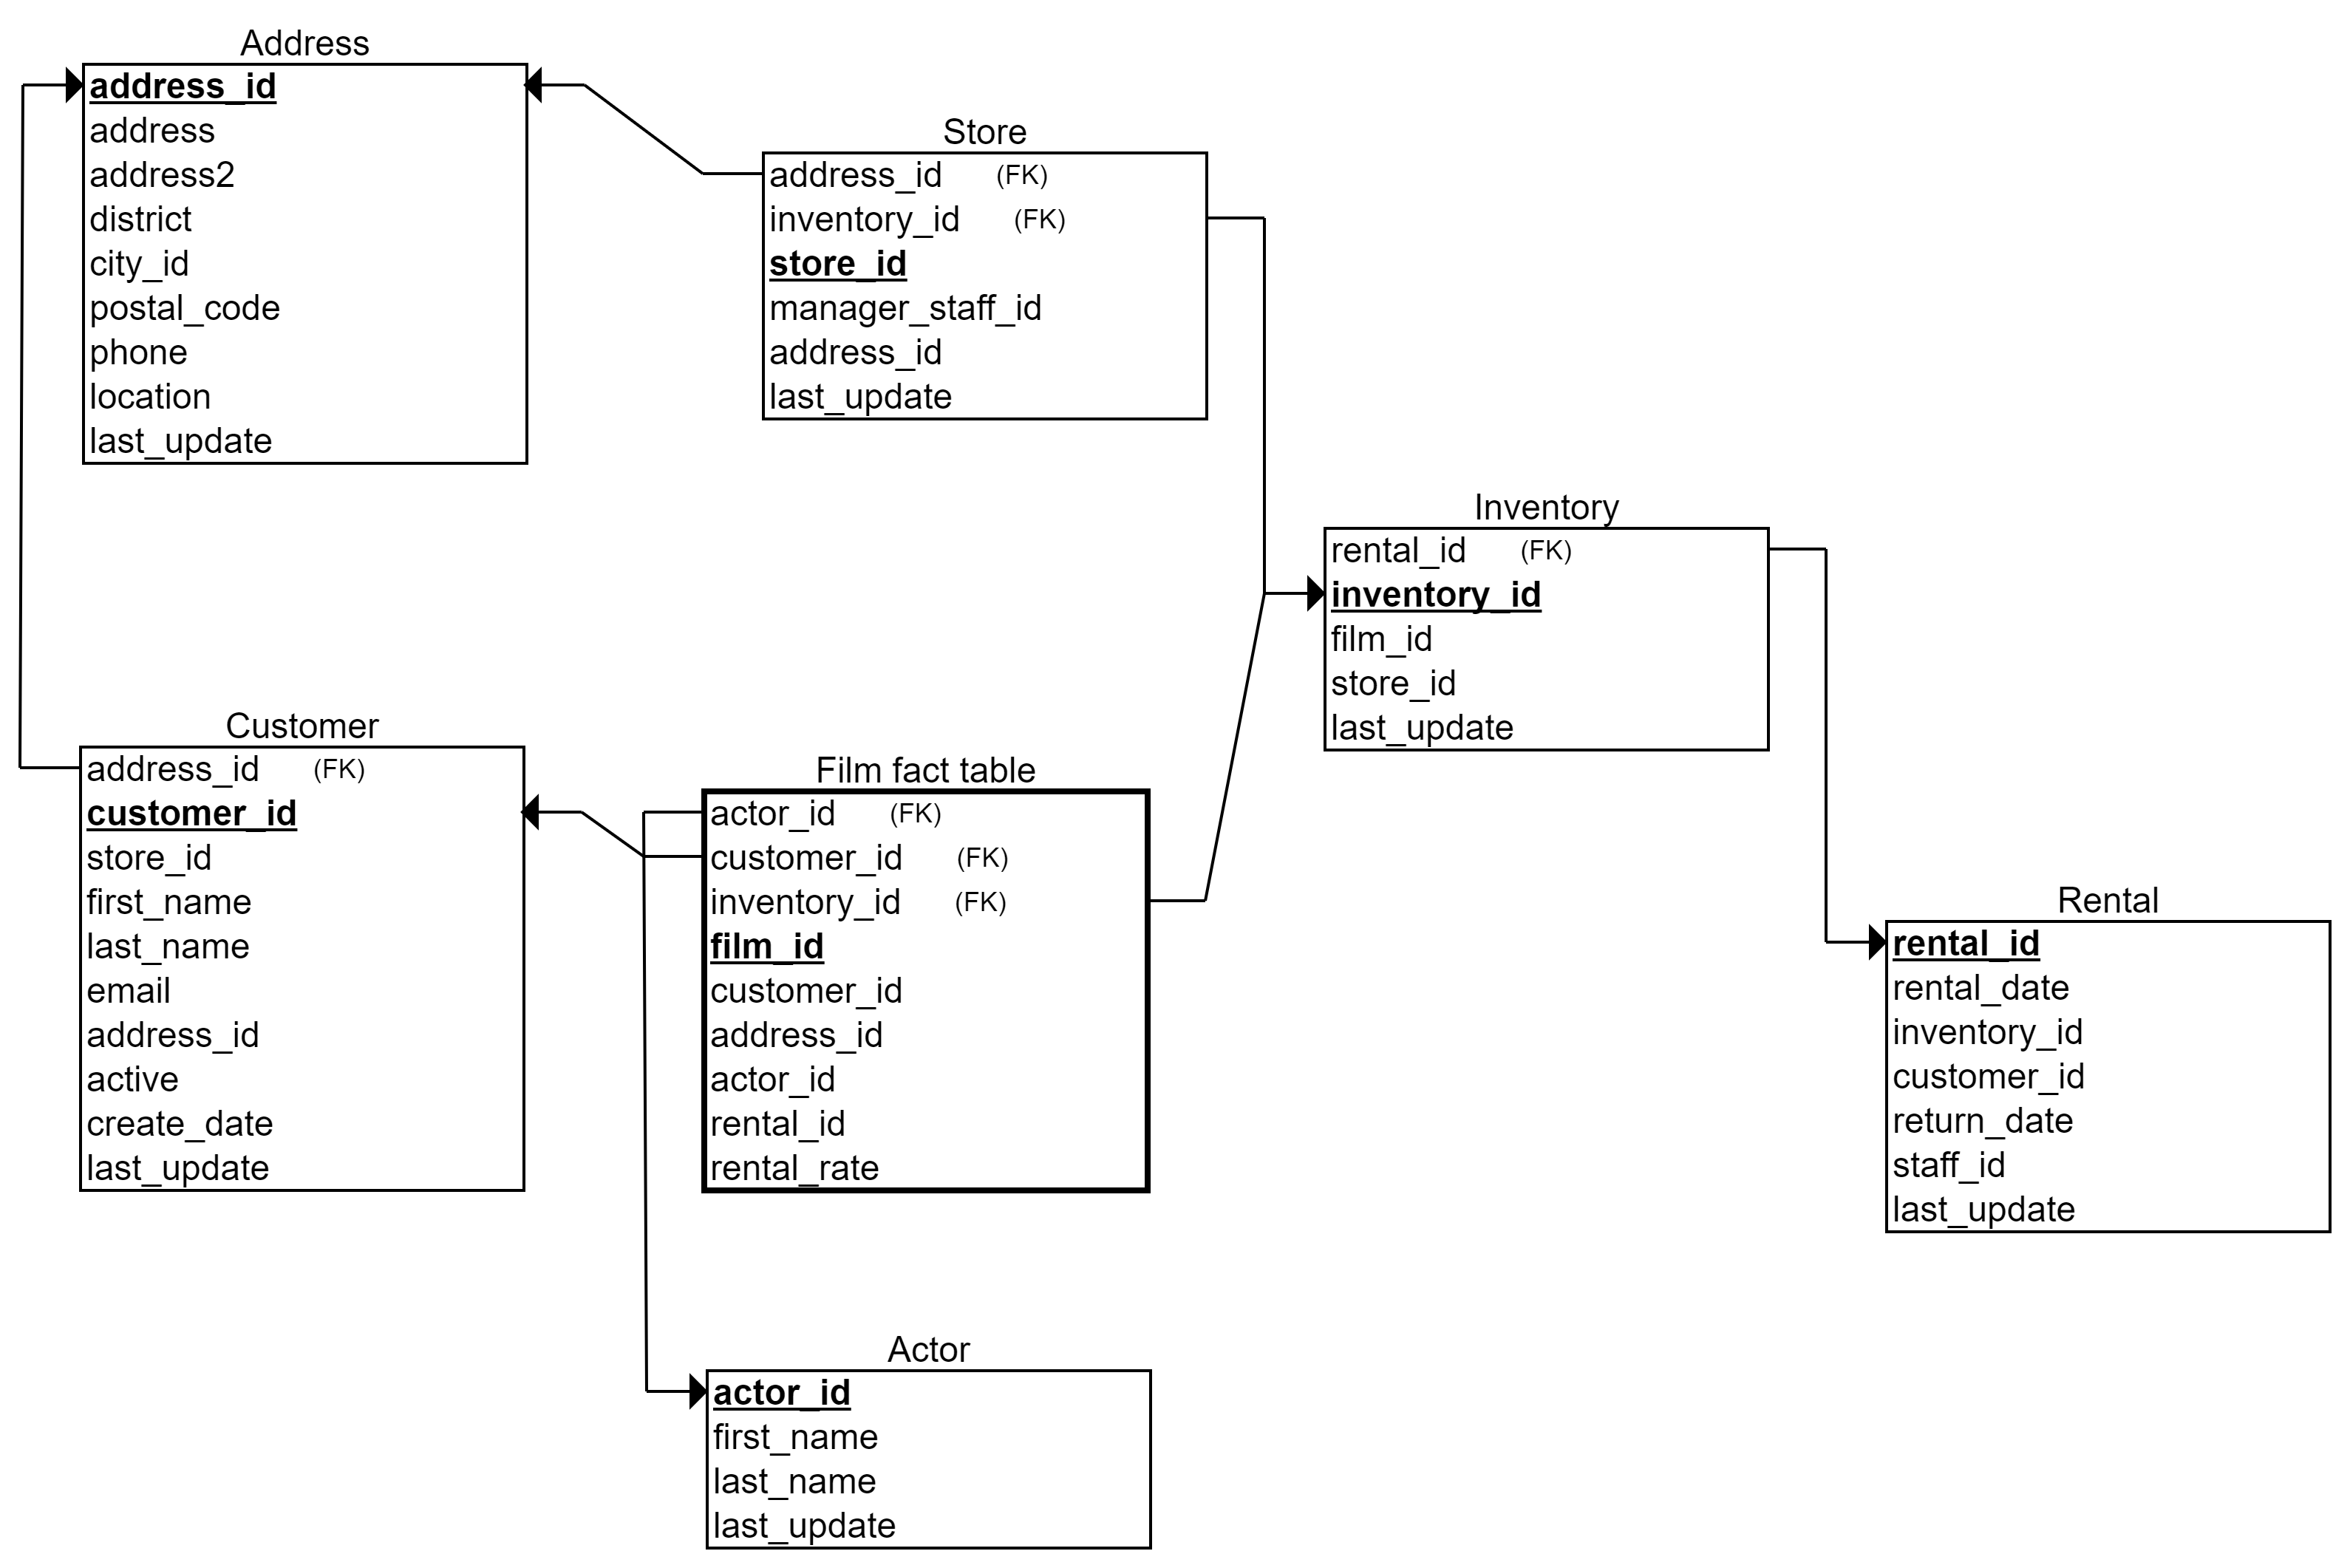 Address
address_id
address
address2
district
city_id
postal_code
phone
location
last_update
Store
address_id (FK)
inventory_id (FK)
store_id
manager_staff_id
address_id
last_update
Inventory
rental_id (FK)
inventory_id
film_id
store_id
last_update
Customer
address_id (FK)
customer_id
store_id
first_name
last_name
email
address_id
active
create_date
last_update
Film fact table
actor_id (FK)
customer_id (FK)
inventory_id (FK)
film_id
customer_id
address_id
actor_id
rental_id
rental_rate
Rental
rental_id
rental_date
inventory_id
customer_id
return_date
staff_id
last_update
Actor
actor_id
first_name
last_name
last_update